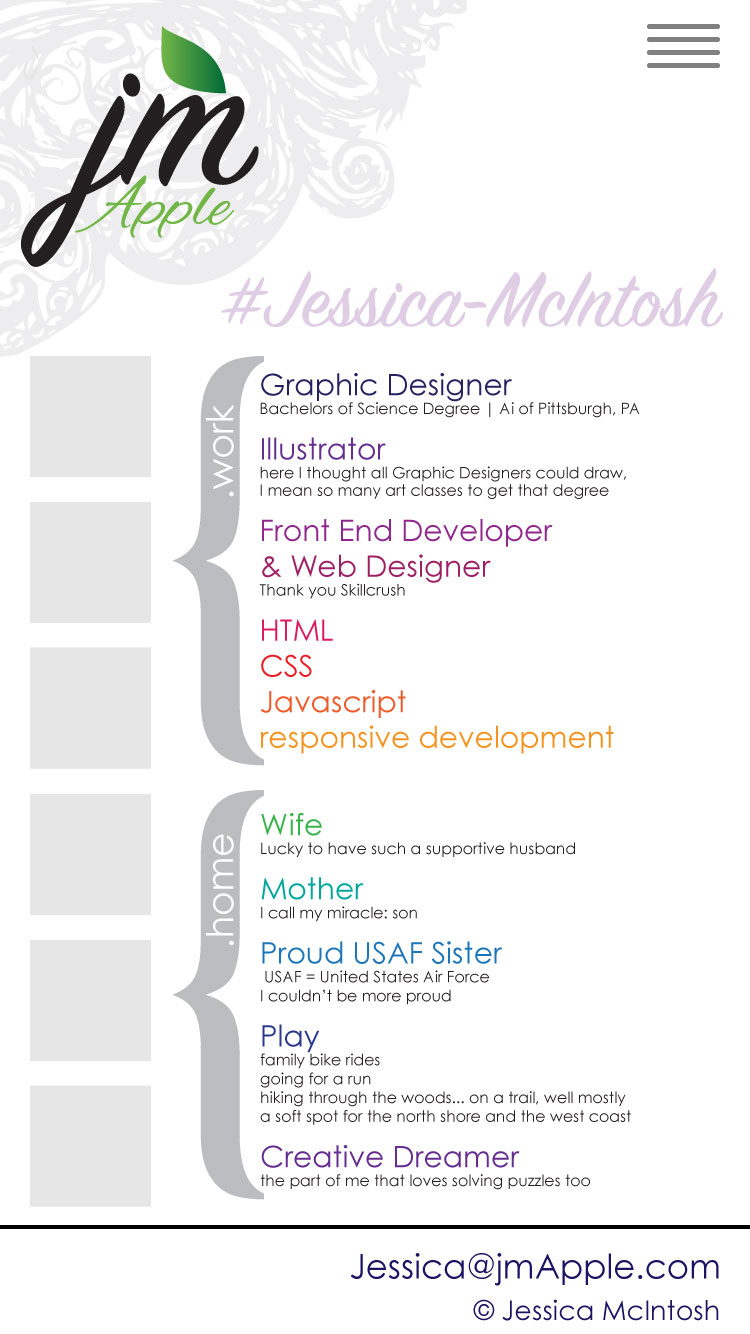 jm
Apple
#Jessica-McIntosh
.work
Graphic Designer
Bachelors of Science Degree | Ai of Pittsburgh, PA
Illustrator
here I thought all Graphic Designers could draw,
I mean so many art classes to get that degree
Front End Developer
& Web Designer
Thank you Skillcrush
HTML
CSS
Javascript
responsive development
.home
Wife
Lucky to have such a supportive husband
Mother
I call my miracle: son
Proud USAF Sister
USAF = United States Air Force
I couldn't be more proud
Play
family bike rides
going for a run
hiking through the woods... on a trail, well mostly
a soft spot for the north shore and the west coast
Creative Dreamer
the part of me that loves solving puzzles too
Jessica@jmApple.com
© Jessica McIntosh